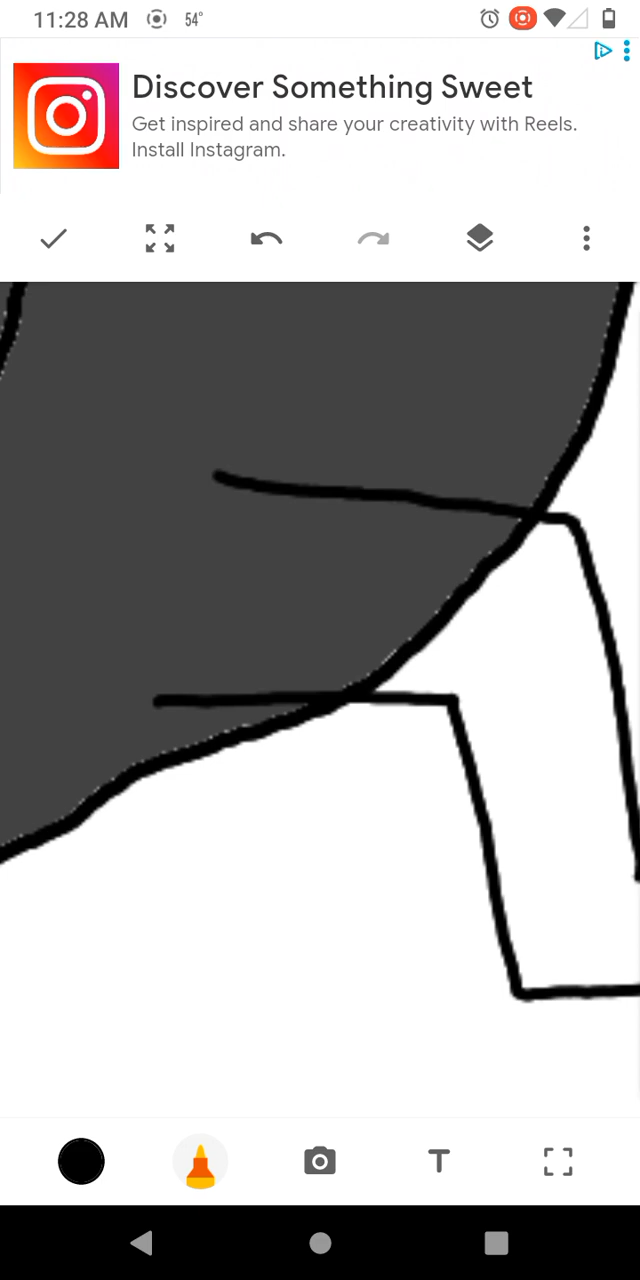 11:28 AM 54°
Discover Something Sweet
Get inspired and share your creativity with Reels.
Install Instagram.
T